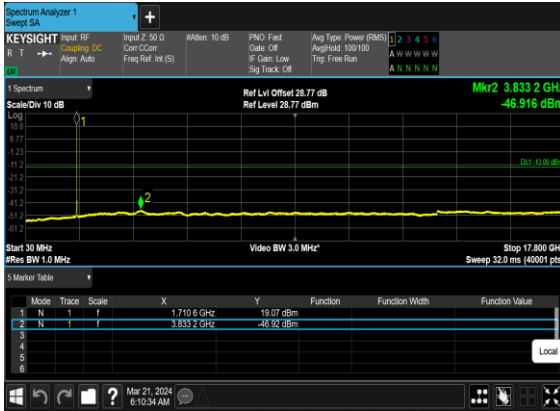 Spectrum Analyzer 1
Swept SA
+
KEYSIGHT Input: RF Input Z: 50 Ω #Atten: 10 dB PNO: Fast Avg Type: Power (RMS) 1 2 3 4 5 6
R T Coupling: DC Corr CCorr Gate: Off Avg|Hold: 100/100 A W W W W W
Align: Auto Freq Ref: Int (S) IF Gain: Low Trig: Free Run
Sig Track: Off A N N N N N
1 Spectrum Ref Lvl Offset 28.77 dB Mkr2 3.833 2 GHz
Scale/Div 10 dB Ref Level 28.77 dBm -46.916 dBm
Log
18.8
8.77
-1.23
-11.2
-21.2
-31.2
-41.2
-51.2
-61.2
1
DL1 -13.00 dBm
2
Start 30 MHz Video BW 3.0 MHz* Stop 17.800 GHz
#Res BW 1.0 MHz Sweep 32.0 ms (40001 pts)
5 Marker Table
Mode Trace Scale X Y Function Function Width Function Value
1 N 1 f 1.710 6 GHz 19.07 dBm
2 N 1 f 3.833 2 GHz -46.92 dBm
3
4
5
6
Local
? Mar 21, 2024
6:10:34 AM